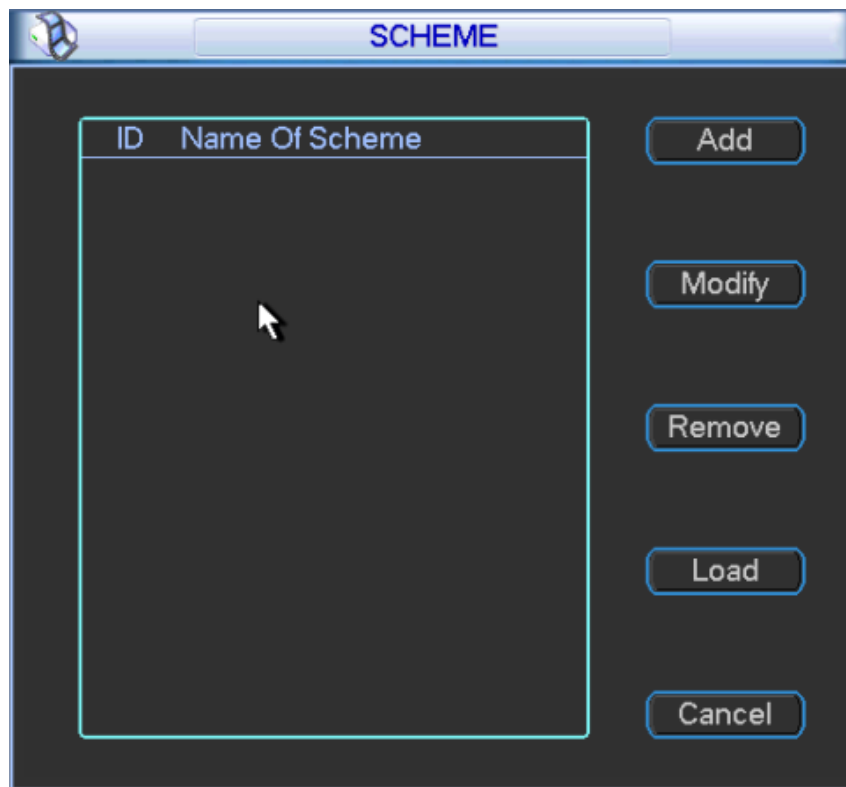 SCHEME
ID Name Of Scheme
Add
Modify
Remove
Load
Cancel